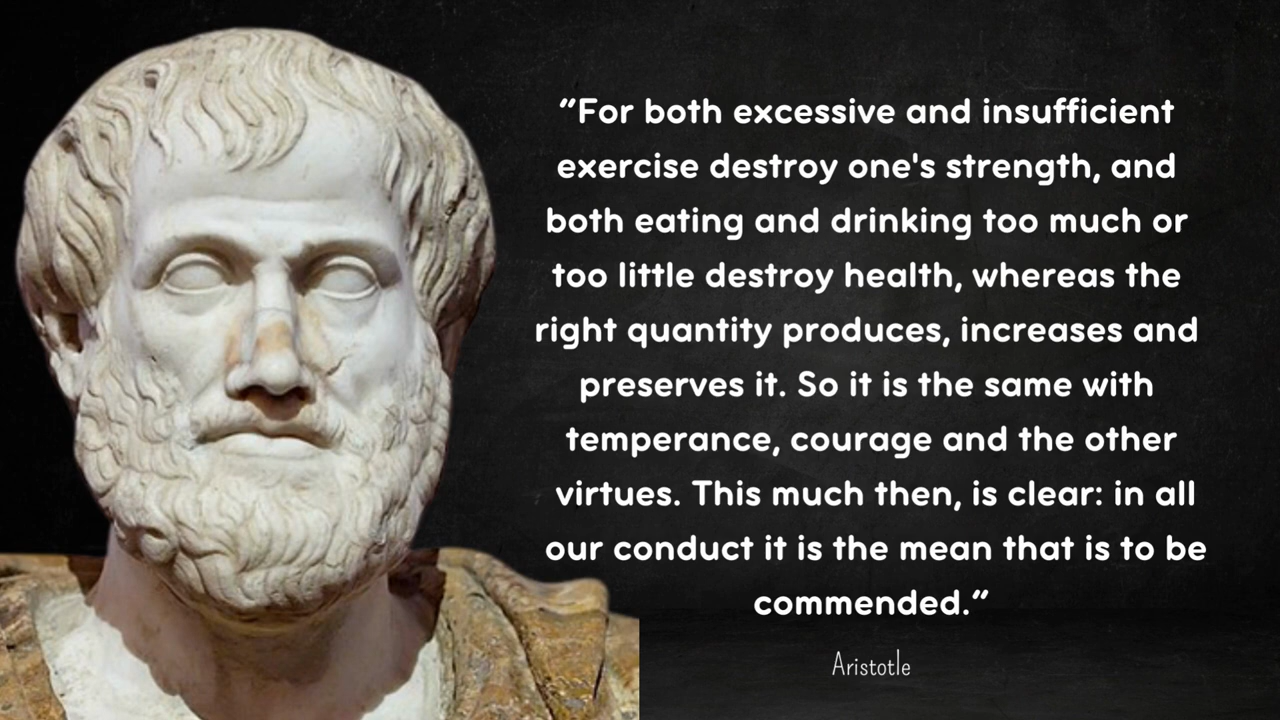 “For both excessive and insufficient
exercise destroy one's strength, and
both eating and drinking too much or
too little destroy health, whereas the
right quantity produces, increases and
preserves it. So it is the same with
temperance, courage and the other
virtues. This much then, is clear: in all
our conduct it is the mean that is to be
commended.”
Aristotle